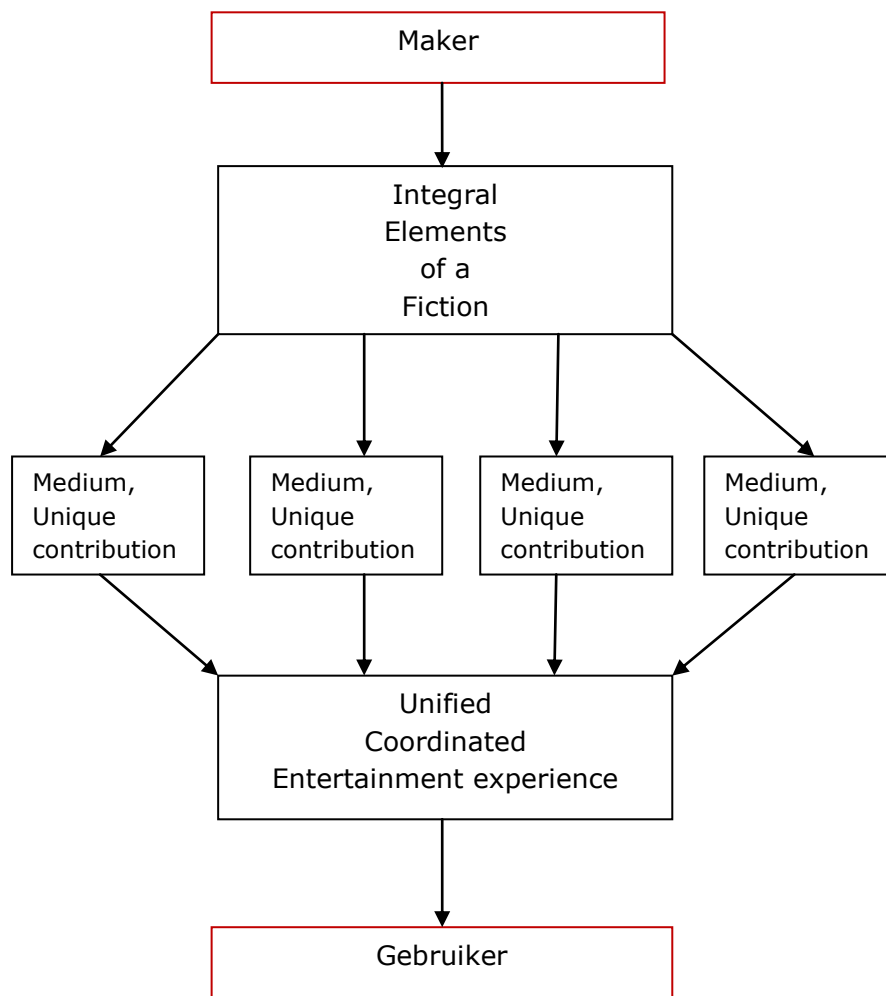 Maker
Integral
Elements
of a
Fiction
Medium,
Unique
contribution
Medium,
Unique
contribution
Medium,
Unique
contribution
Medium,
Unique
contribution
Unified
Coordinated
Entertainment experience
Gebruiker